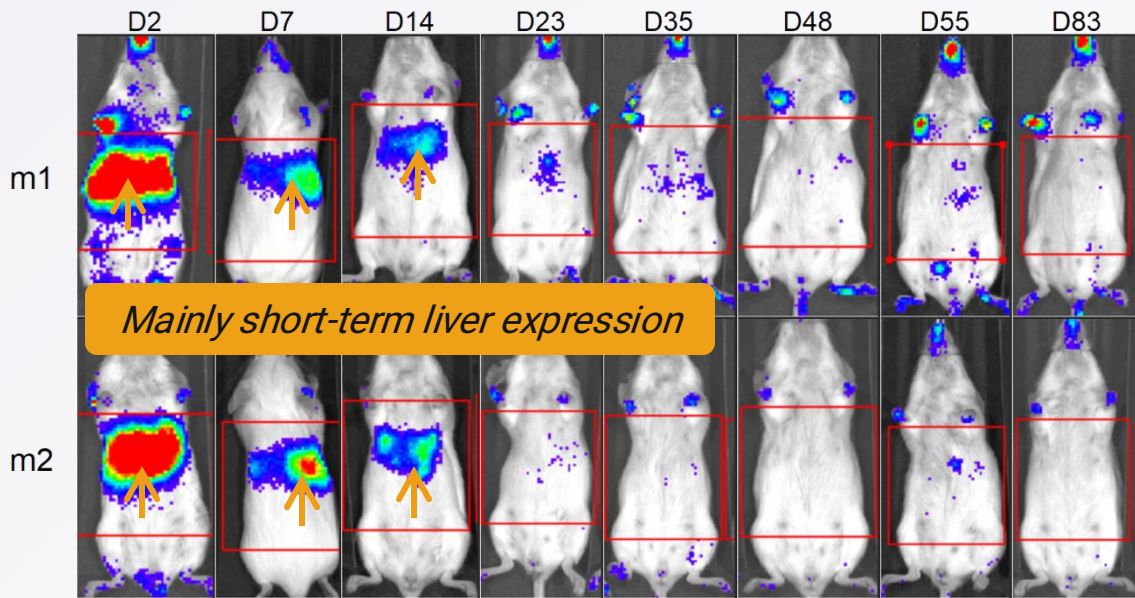 D2 D7 D14 D23 D35 D48 D55 D83
m1
Mainly short-term liver expression
m2